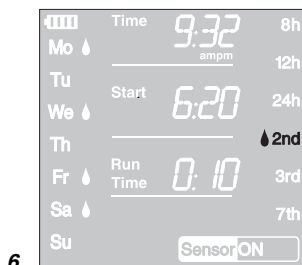 Time 9:32 8h
Mo ampm
12h
Tu
Start 6:20 24h
We
Th 2nd
Fr Run Time 0:10 3rd
Sa 7th
Su Sensor ON
6